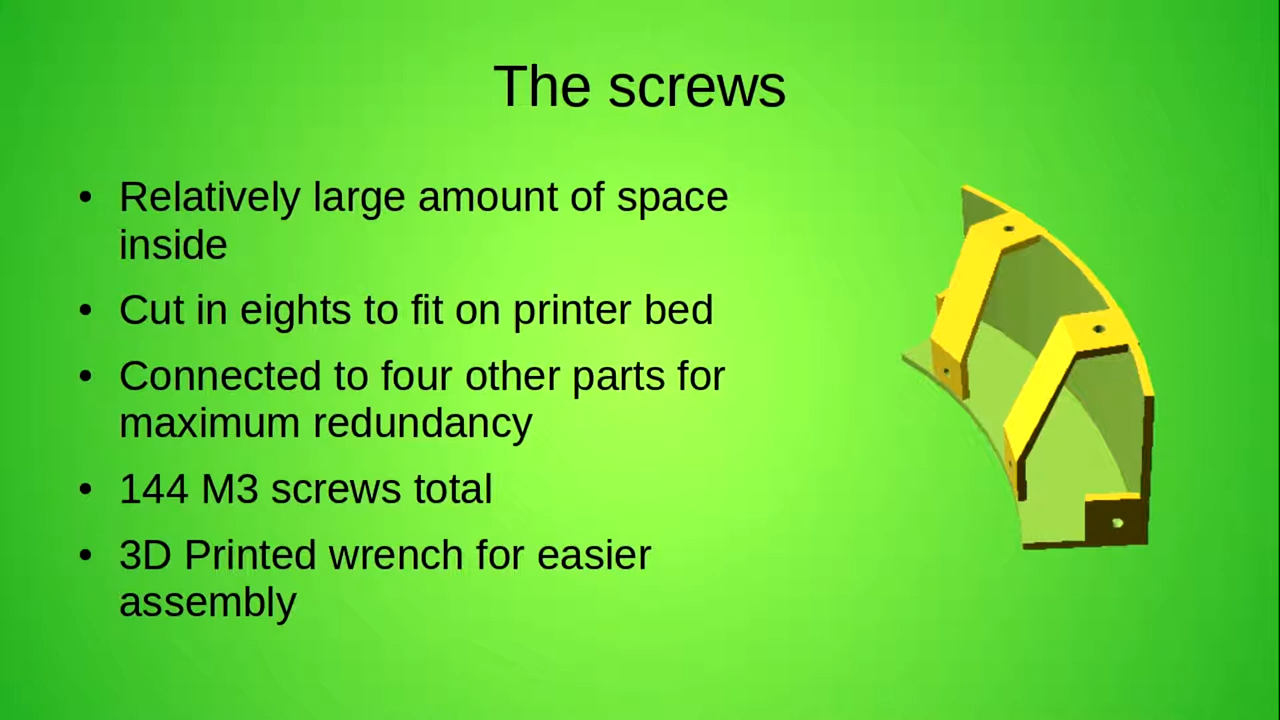 The screws
• Relatively large amount of space
inside
• Cut in eights to fit on printer bed
• Connected to four other parts for
maximum redundancy
• 144 M3 screws total
• 3D Printed wrench for easier
assembly